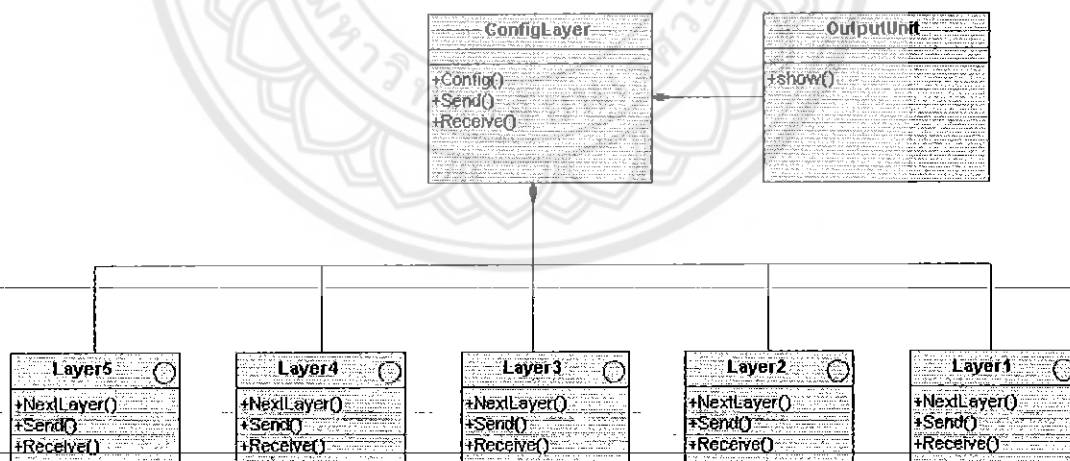 ConfigLayer
+Config()
+Send()
+Receive()
OutputUnit
+show()
Layer5
+NextLayer()
+Send()
+Receive()
Layer4
+NextLayer()
+Send()
+Receive()
Layer3
+NextLayer()
+Send()
+Receive()
Layer2
+NextLayer()
+Send()
+Receive()
Layer1
+NextLayer()
+Send()
+Receive()